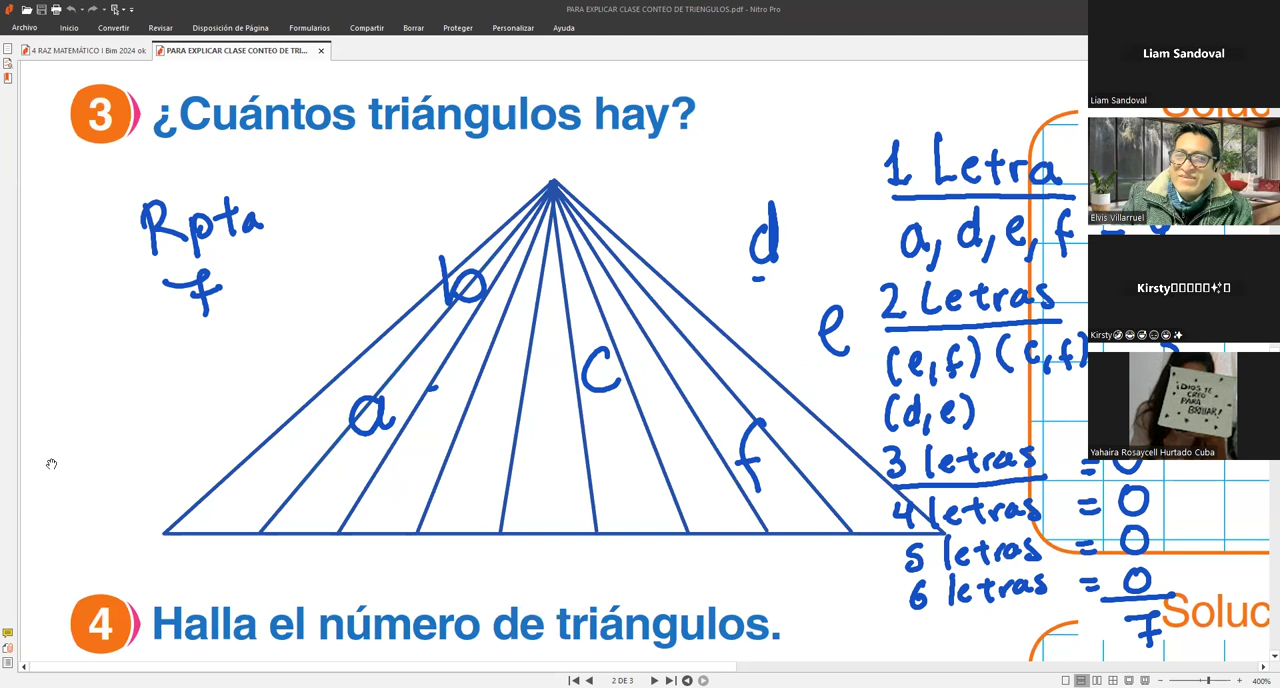 PARA EXPLICAR CLASE CONTEO DE TRIENGULOS.pdf - Nitro Pro
Archivo Inicio Convertir Revisar Disposición de Página Formularios Compartir Borrar Proteger Personalizar Ayuda
4 RAZ MATEMÁTICO I Bim 2024 ok
PARA EXPLICAR CLASE CONTEO DE TRI...
3 ¿Cuántos triángulos hay?
Rpta
7
a
b
c
d
e
f
1 Letra
a, d, e, f =
2 Letras
(e,f) (c,f)
(d,e)
3 letras = 0
4 letras = 0
5 letras = 0
6 letras = 0
7
4 Halla el número de triángulos.
Soluc
Liam Sandoval
Liam Sandoval
Elvis Villarruel
Kirsty
Kirsty
¡DIOS TE
CREO
PARA
BRILLAR!
Yahaira Rosaycell Hurtado Cuba
2 DE 3
400%